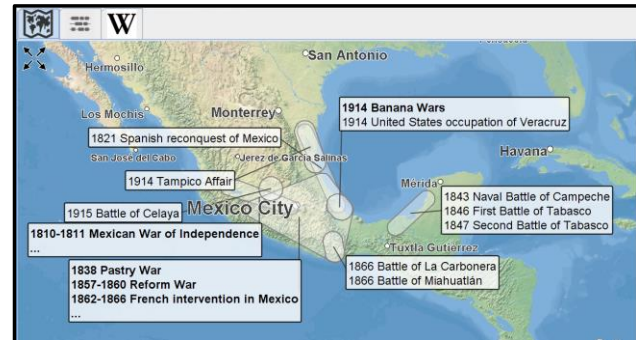 W
San Antonio
Hermosillo
Monterrey
Los Mochis
1914 Banana Wars
1914 United States occupation of Veracruz
1821 Spanish reconquest of Mexico
San José del Cabo
Jerez de García Salinas
Havana
1914 Tampico Affair
Mérida
1843 Naval Battle of Campeche
1846 First Battle of Tabasco
1847 Second Battle of Tabasco
1915 Battle of Celaya
Mexico City
1810-1811 Mexican War of Independence
...
Tuxtla Gutiérrez
1838 Pastry War
1857-1860 Reform War
1862-1866 French intervention in Mexico
...
1866 Battle of La Carbonera
1866 Battle of Miahuatlán